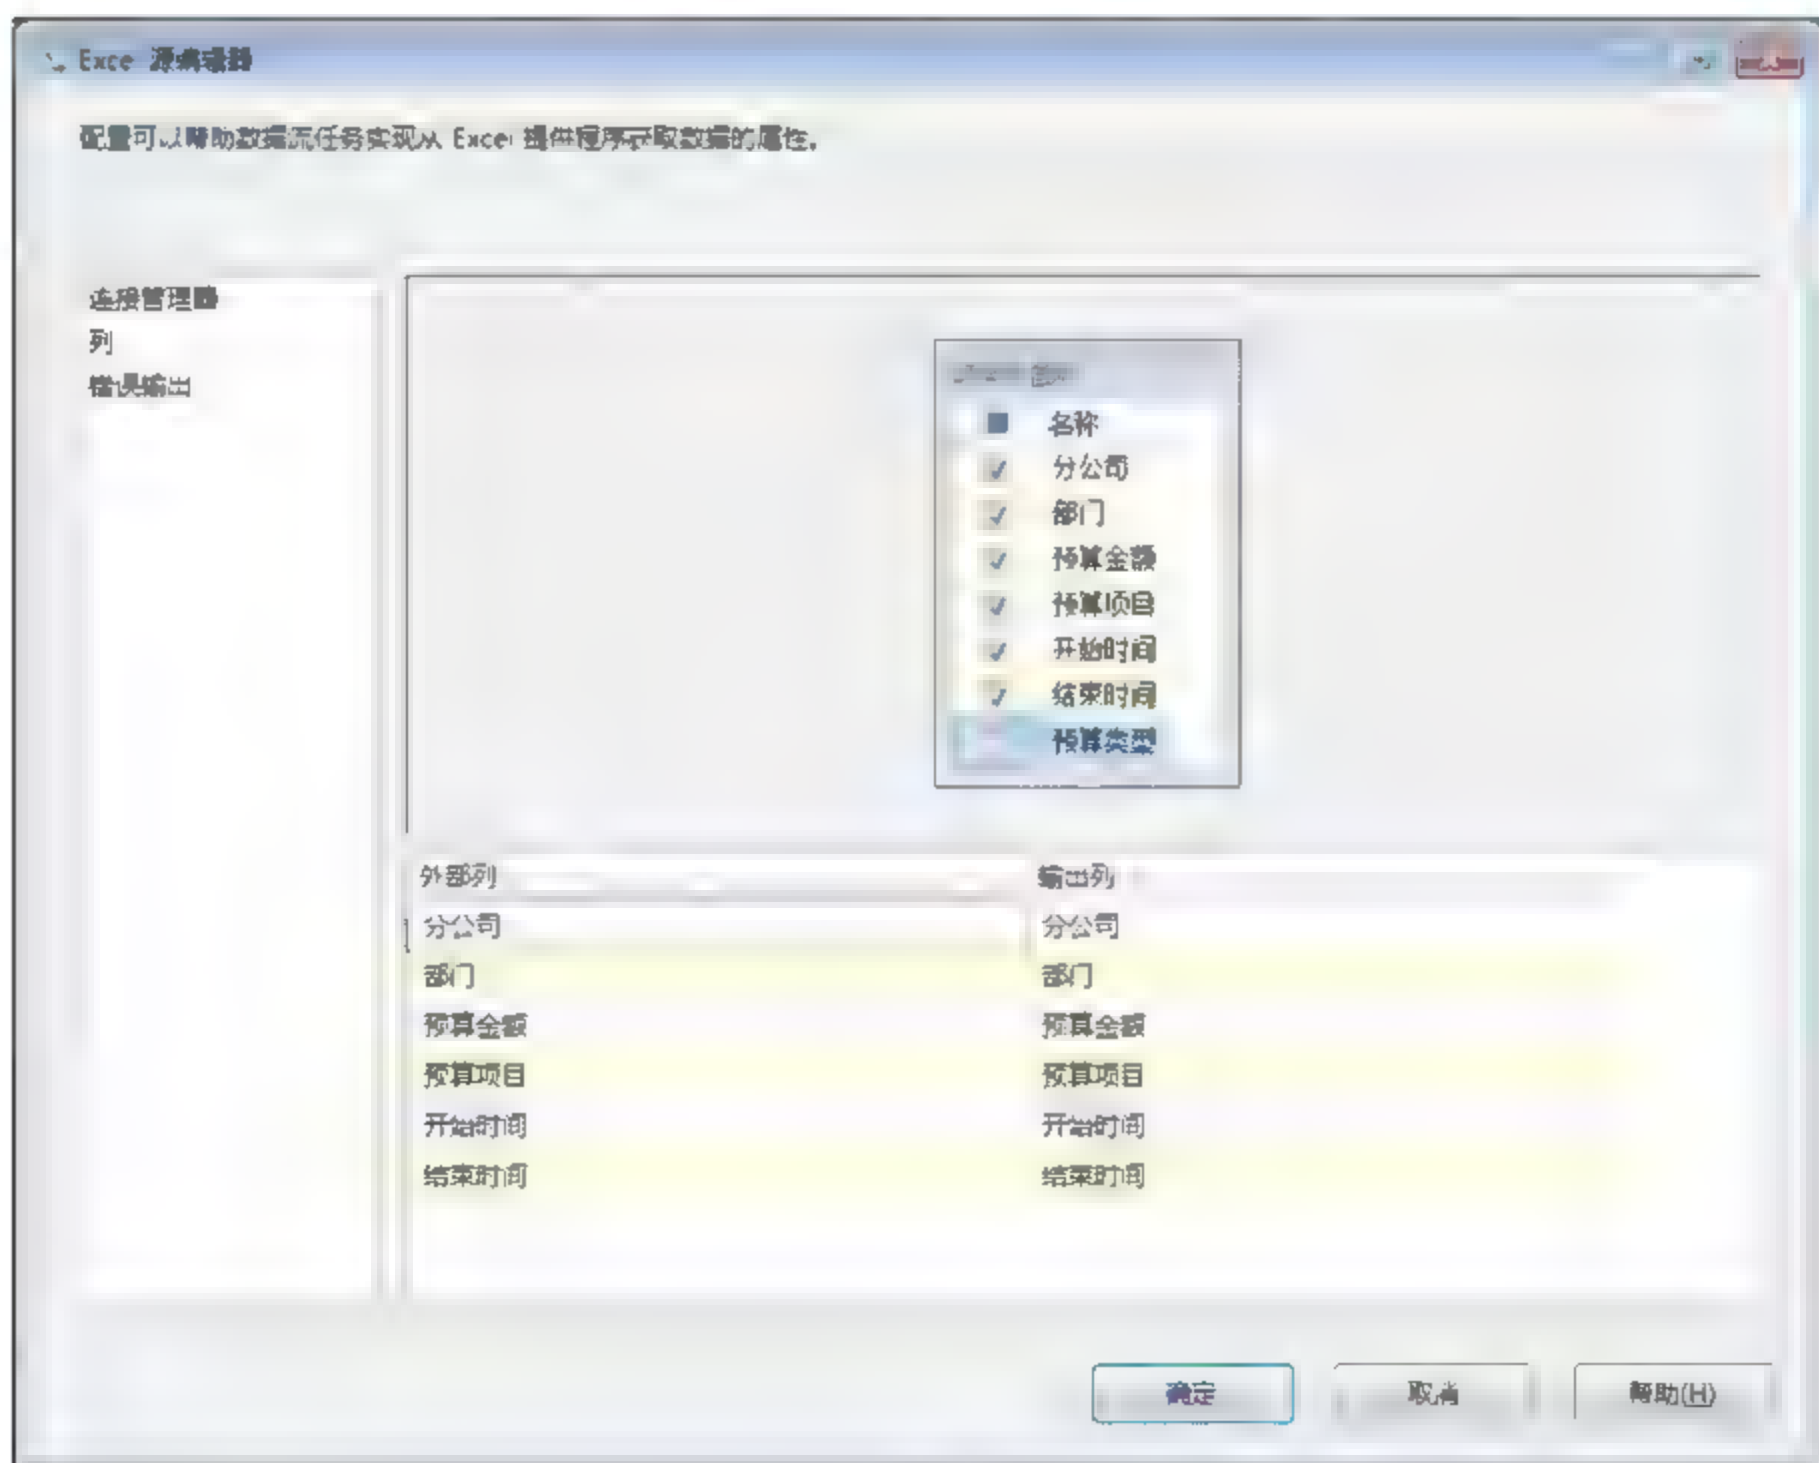 Excel 源编辑器
配置可以帮助数据流任务实现从 Excel 提供程序获取数据的属性。
连接管理器
列
错误输出
名称
分公司
部门
预算金额
预算项目
开始时间
结束时间
预算类型
外部列 输出列
分公司 分公司
部门 部门
预算金额 预算金额
预算项目 预算项目
开始时间 开始时间
结束时间 结束时间
确定 取消 帮助(H)